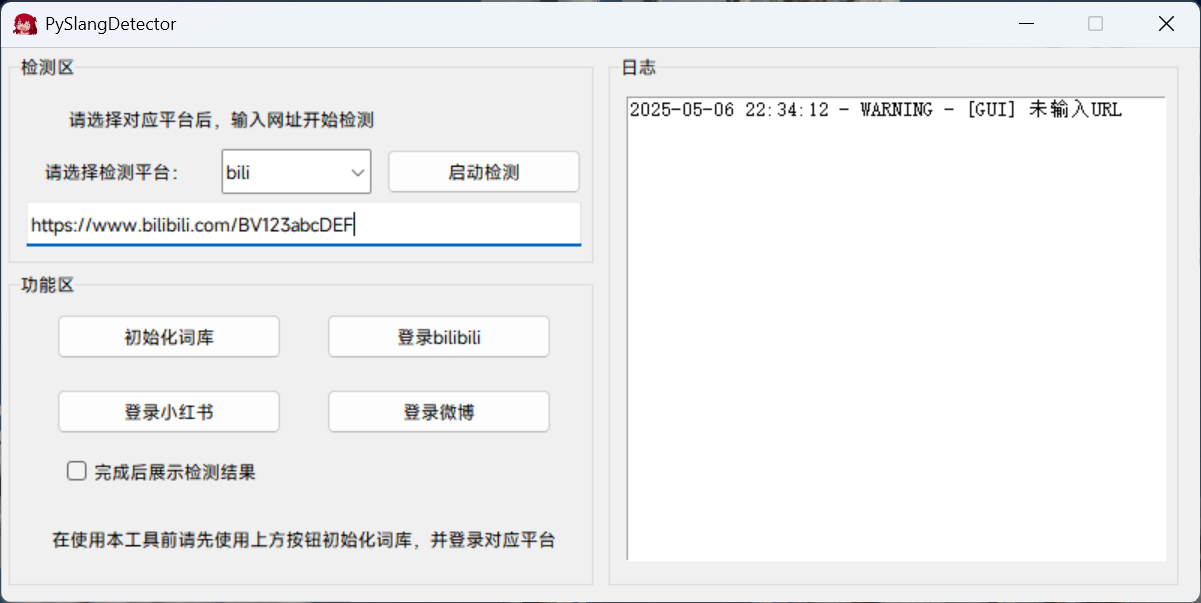 PySlangDetector
检测区
请选择对应平台后，输入网址开始检测
请选择检测平台：
bili
启动检测
https://www.bilibili.com/BV123abcDEF
功能区
初始化词库
登录bilibili
登录小红书
登录微博
完成后展示检测结果
在使用本工具前请先使用上方按钮初始化词库，并登录对应平台
日志
2025-05-06 22:34:12 - WARNING - [GUI] 未输入URL